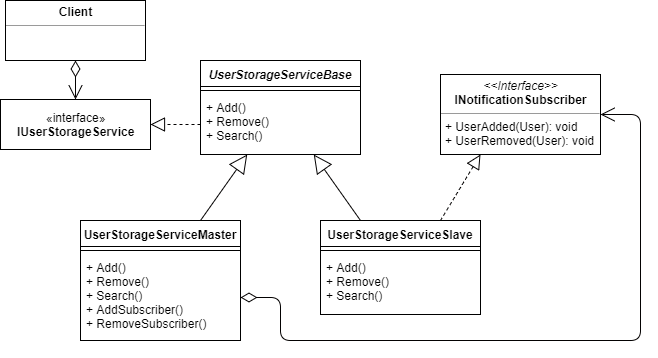 Client
«interface»
IUserStorageService
UserStorageServiceBase
+ Add()
+ Remove()
+ Search()
<<Interface>>
INotificationSubscriber
+ UserAdded(User): void
+ UserRemoved(User): void
UserStorageServiceMaster
+ Add()
+ Remove()
+ Search()
+ AddSubscriber()
+ RemoveSubscriber()
UserStorageServiceSlave
+ Add()
+ Remove()
+ Search()